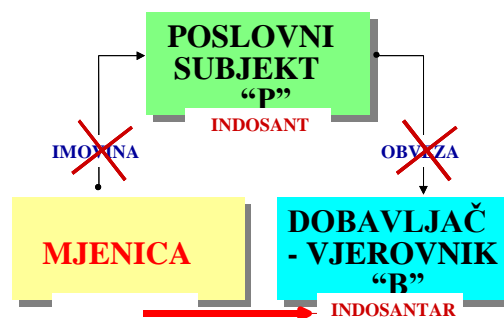 POSLOVNI
SUBJEKT
“P”
INDOSANT
IMOVINA
OBVEZA
MJENICA
DOBAVLJAČ
- VJEROVNIK
“B”
INDOSANTAR